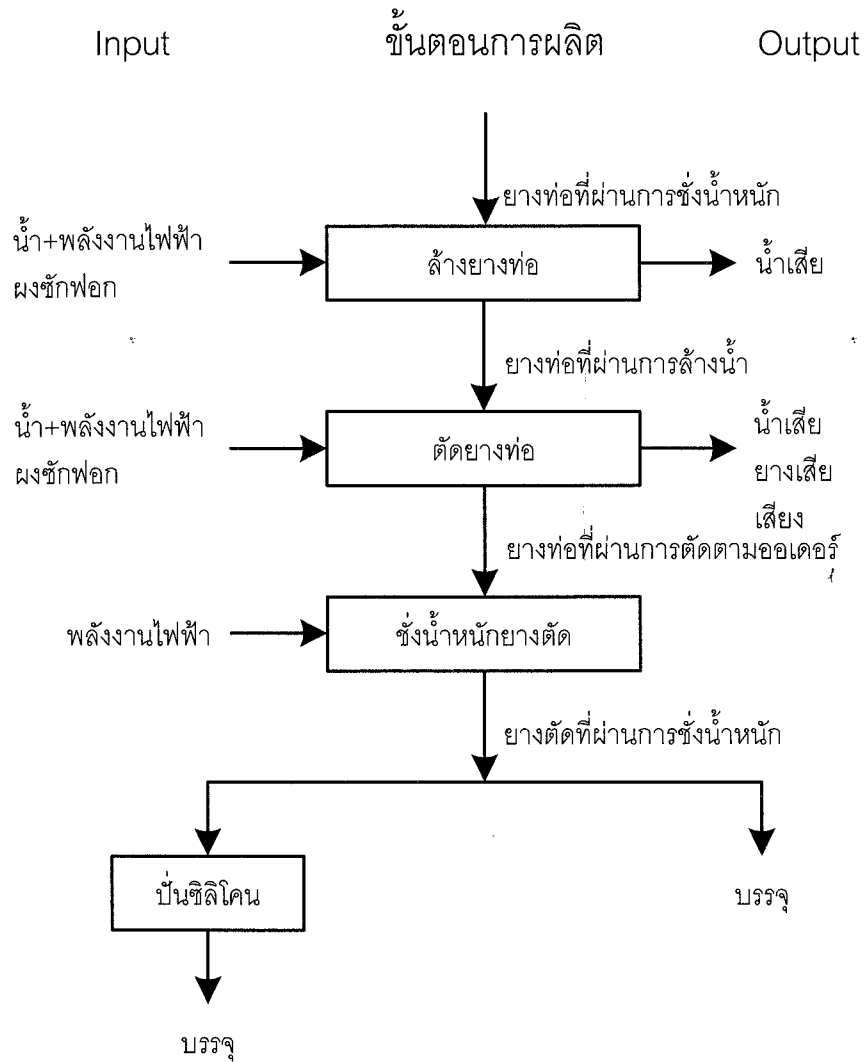 Input ขั้นตอนการผลิต Output
ยางท่อที่ผ่านการชั่งน้ำหนัก
น้ำ+พลังงานไฟฟ้า
ผงซักฟอก
ล้างยางท่อ
น้ำเสีย
ยางท่อที่ผ่านการล้างน้ำ
น้ำ+พลังงานไฟฟ้า
ผงซักฟอก
ตัดยางท่อ
น้ำเสีย
ยางเสีย
เสียง
ยางท่อที่ผ่านการตัดตามออเดอร์
พลังงานไฟฟ้า
ชั่งน้ำหนักยางตัด
ยางตัดที่ผ่านการชั่งน้ำหนัก
ปั่นซิลิโคน
บรรจุ
บรรจุ